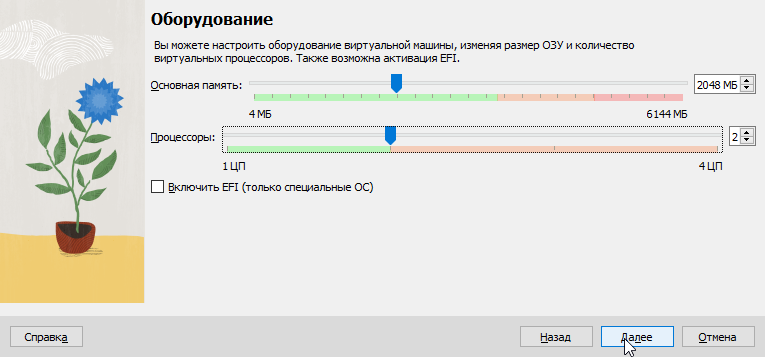 Оборудование
Вы можете настроить оборудование виртуальной машины, изменяя размер ОЗУ и количество
виртуальных процессоров. Также возможна активация EFI.
Основная память: 2048 МБ
4 МБ 6144 МБ
Процессоры: 2
1 ЦП 4 ЦП
Включить EFI (только специальные ОС)
Справка Назад Далее Отмена